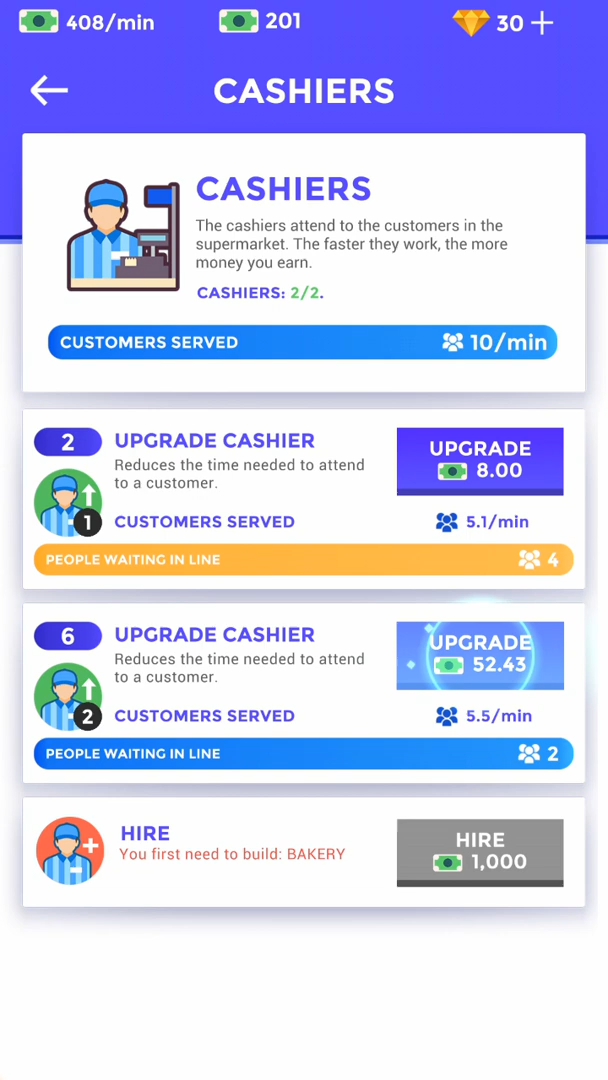 408/min 201 30
CASHIERS
CASHIERS
The cashiers attend to the customers in the
supermarket. The faster they work, the more
money you earn.
CASHIERS: 2/2.
CUSTOMERS SERVED 10/min
2 UPGRADE CASHIER
Reduces the time needed to attend
to a customer.
UPGRADE
8.00
1 CUSTOMERS SERVED 5.1/min
PEOPLE WAITING IN LINE 4
6 UPGRADE CASHIER
Reduces the time needed to attend
to a customer.
UPGRADE
52.43
2 CUSTOMERS SERVED 5.5/min
PEOPLE WAITING IN LINE 2
HIRE
You first need to build: BAKERY
HIRE
1,000